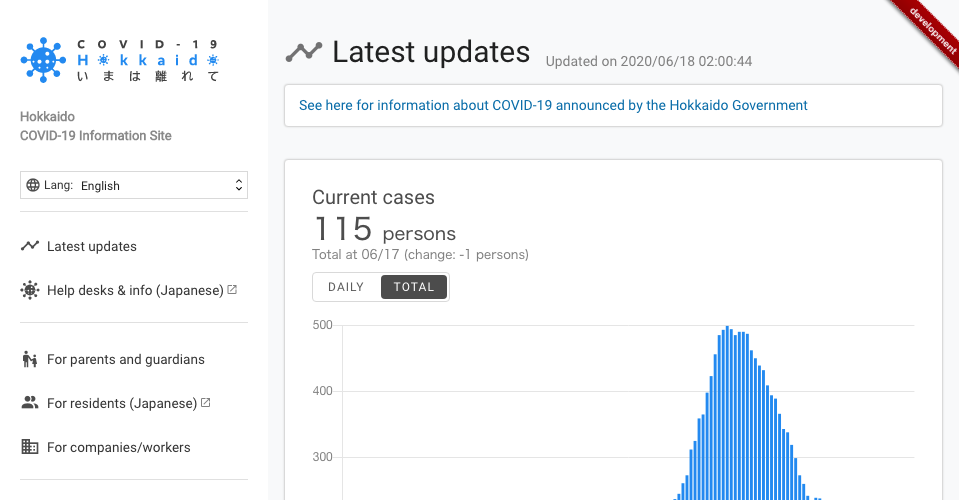 COVID-19
Hokkaido
いまは離れて
Hokkaido
COVID-19 Information Site
Lang: English
Latest updates
Help desks & info (Japanese)
For parents and guardians
For residents (Japanese)
For companies/workers
development
Latest updates Updated on 2020/06/18 02:00:44
See here for information about COVID-19 announced by the Hokkaido Government
Current cases
115 persons
Total at 06/17 (change: -1 persons)
DAILY TOTAL
500
400
300